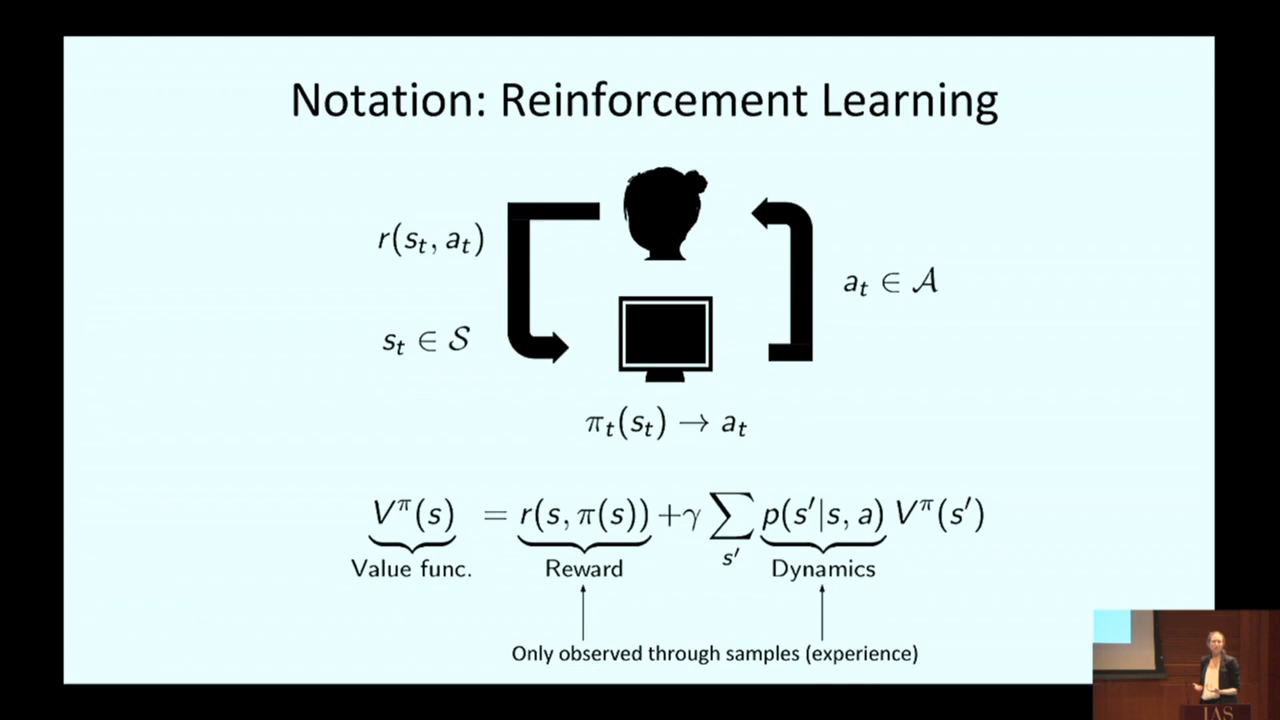 Notation: Reinforcement Learning
r(s_t, a_t)
a_t ∈ 𝒜
s_t ∈ 𝒮
π_t(s_t) → a_t
V^π(s) = r(s, π(s)) + γ ∑_{s'} p(s'|s, a) V^π(s')
Value func. Reward Dynamics
Only observed through samples (experience)
IAS